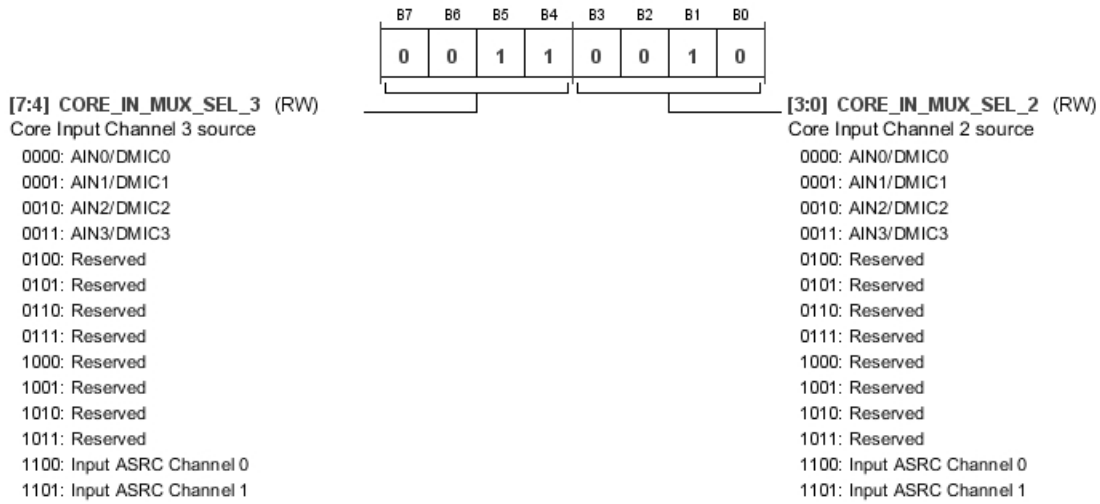 B7 B6 B5 B4 B3 B2 B1 B0
0 0 1 1 0 0 1 0
[7:4] CORE_IN_MUX_SEL_3 (RW)
Core Input Channel 3 source
0000: AIN0/DMIC0
0001: AIN1/DMIC1
0010: AIN2/DMIC2
0011: AIN3/DMIC3
0100: Reserved
0101: Reserved
0110: Reserved
0111: Reserved
1000: Reserved
1001: Reserved
1010: Reserved
1011: Reserved
1100: Input ASRC Channel 0
1101: Input ASRC Channel 1
[3:0] CORE_IN_MUX_SEL_2 (RW)
Core Input Channel 2 source
0000: AIN0/DMIC0
0001: AIN1/DMIC1
0010: AIN2/DMIC2
0011: AIN3/DMIC3
0100: Reserved
0101: Reserved
0110: Reserved
0111: Reserved
1000: Reserved
1001: Reserved
1010: Reserved
1011: Reserved
1100: Input ASRC Channel 0
1101: Input ASRC Channel 1